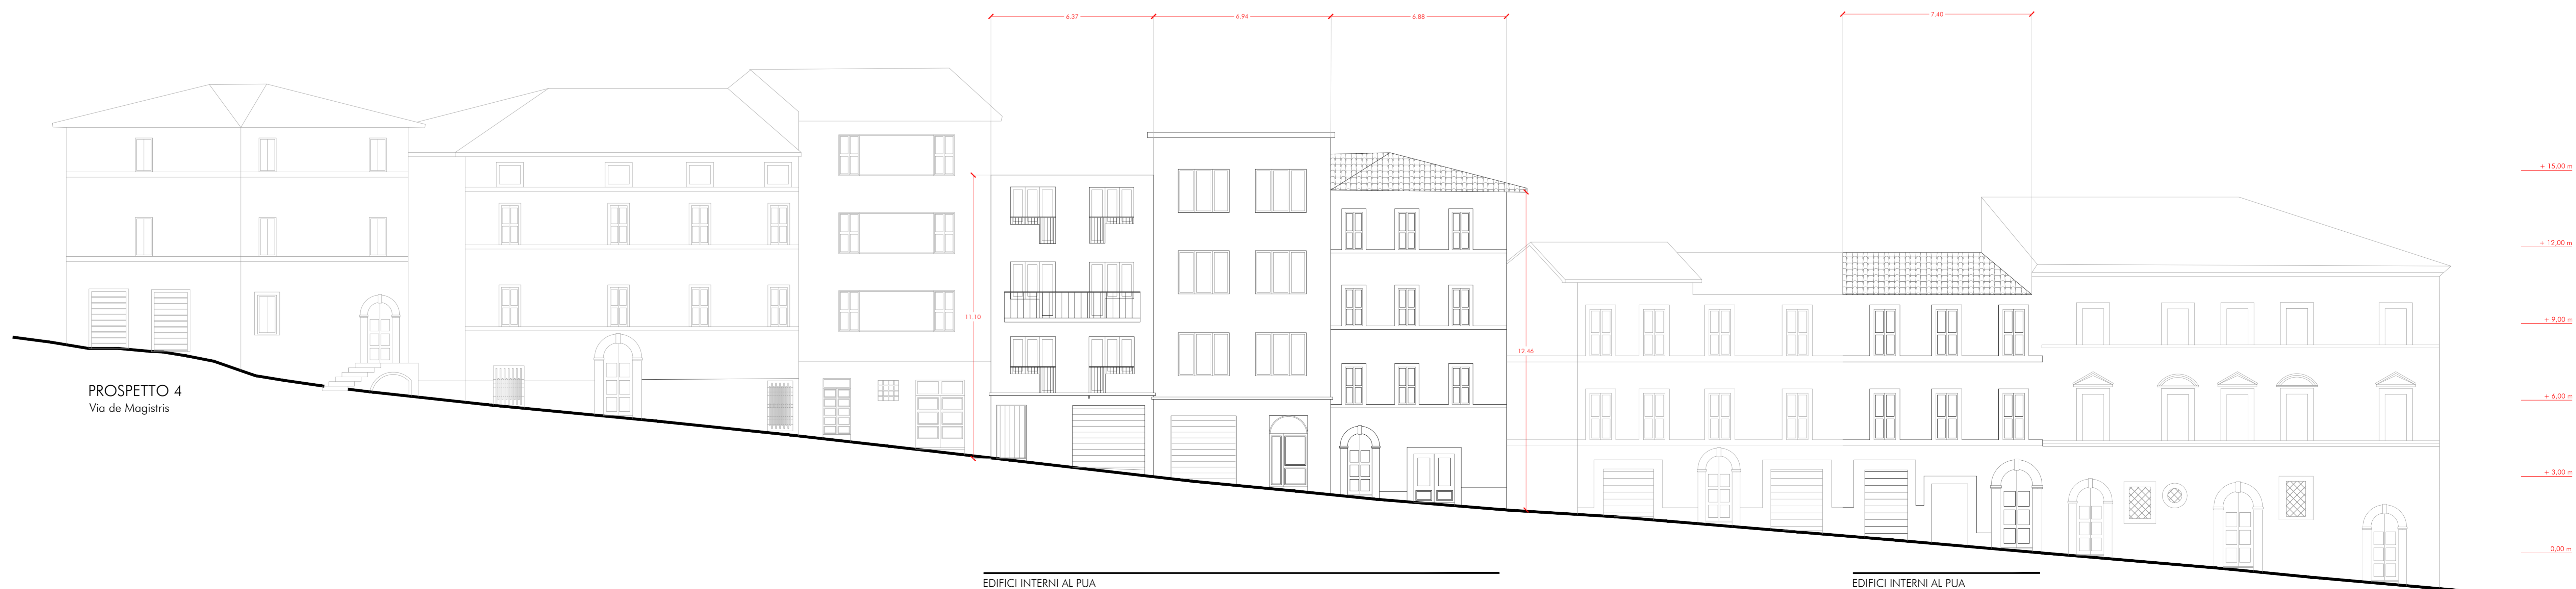 6.37
6.94
6.88
7.40
+ 15,00 m
+ 12,00 m
11.10
+ 9,00 m
12.46
PROSPETTO 4
Via de Magistris
+ 6,00 m
+ 3,00 m
0,00 m
EDIFICI INTERNI AL PUA
EDIFICI INTERNI AL PUA